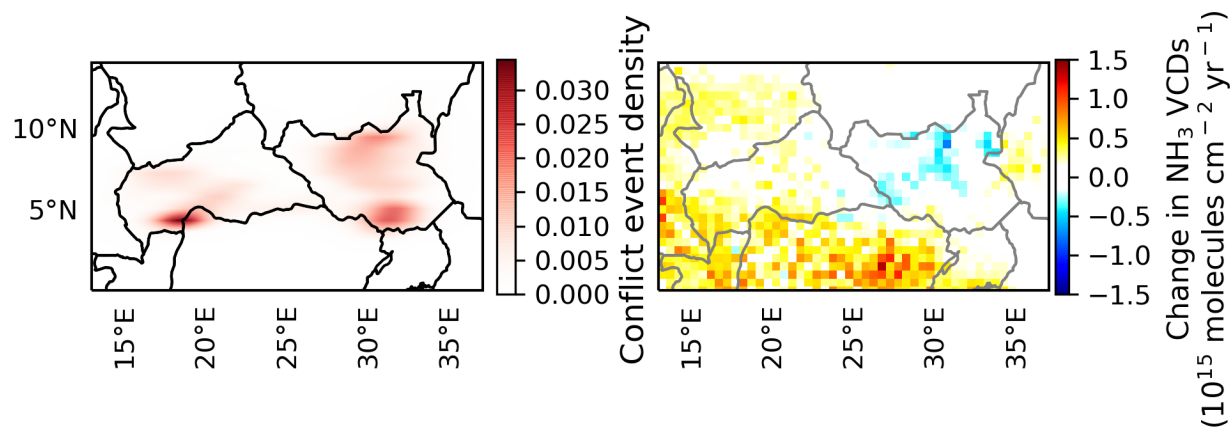 10°N
5°N
15°E
20°E
25°E
30°E
35°E
0.030
0.025
0.020
0.015
0.010
0.005
0.000
Conflict event density
15°E
20°E
25°E
30°E
35°E
1.5
1.0
0.5
0.0
−0.5
−1.0
−1.5
Change in NH₃ VCDs
(10¹⁵ molecules cm⁻² yr⁻¹)